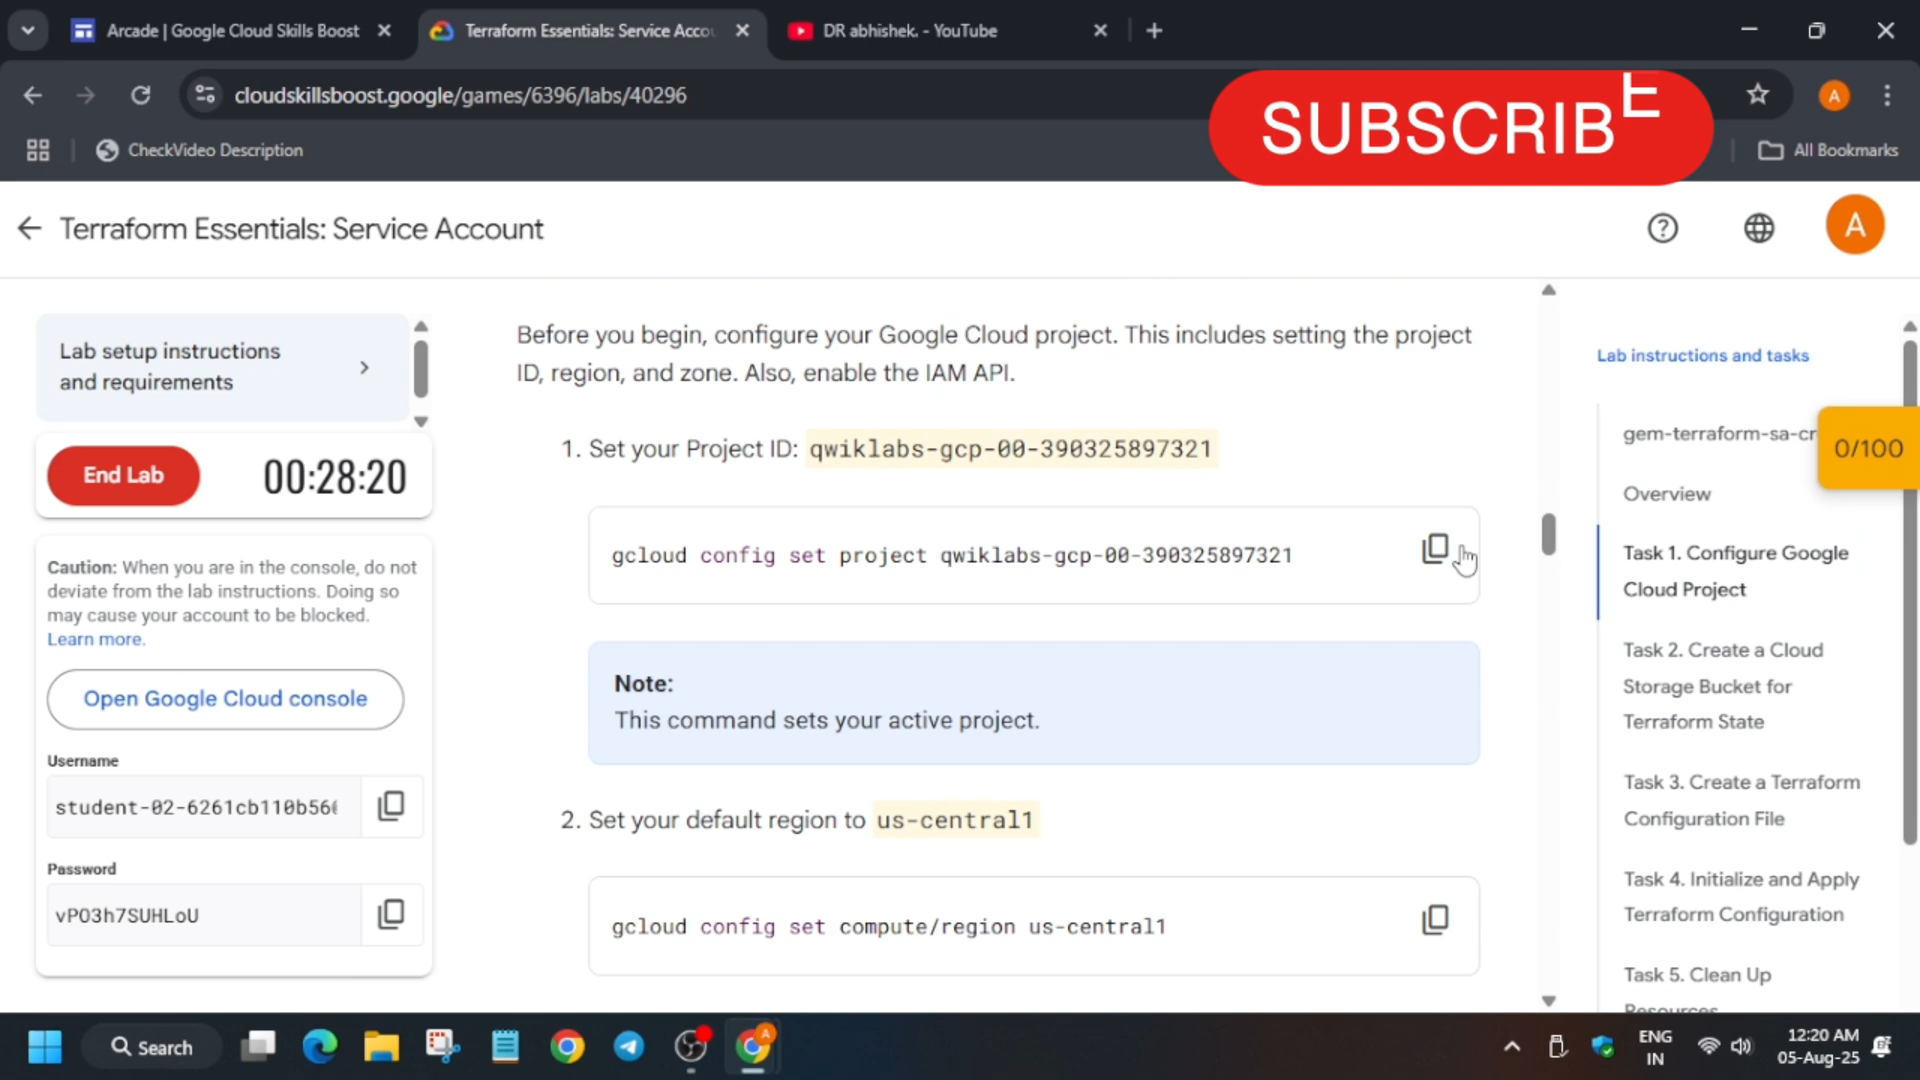 Arcade | Google Cloud Skills Boost
Terraform Essentials: Service Acco
DR abhishek. - YouTube
cloudskillsboost.google/games/6396/labs/40296
SUBSCRIBE
A
CheckVideo Description
All Bookmarks
Terraform Essentials: Service Account
A
Lab setup instructions
and requirements
End Lab
00:28:20
Caution: When you are in the console, do not
deviate from the lab instructions. Doing so
may cause your account to be blocked.
Learn more.
Open Google Cloud console
Username
student-02-6261cb110b566
Password
vPO3h7SUHLoU
Before you begin, configure your Google Cloud project. This includes setting the project
ID, region, and zone. Also, enable the IAM API.
1. Set your Project ID: qwiklabs-gcp-00-390325897321
gcloud config set project qwiklabs-gcp-00-390325897321
Note:
This command sets your active project.
2. Set your default region to us-central1
gcloud config set compute/region us-central1
Lab instructions and tasks
gem-terraform-sa-cr
0/100
Overview
Task 1. Configure Google
Cloud Project
Task 2. Create a Cloud
Storage Bucket for
Terraform State
Task 3. Create a Terraform
Configuration File
Task 4. Initialize and Apply
Terraform Configuration
Task 5. Clean Up
Resources
Search
A
ENG
IN
12:20 AM
05-Aug-25